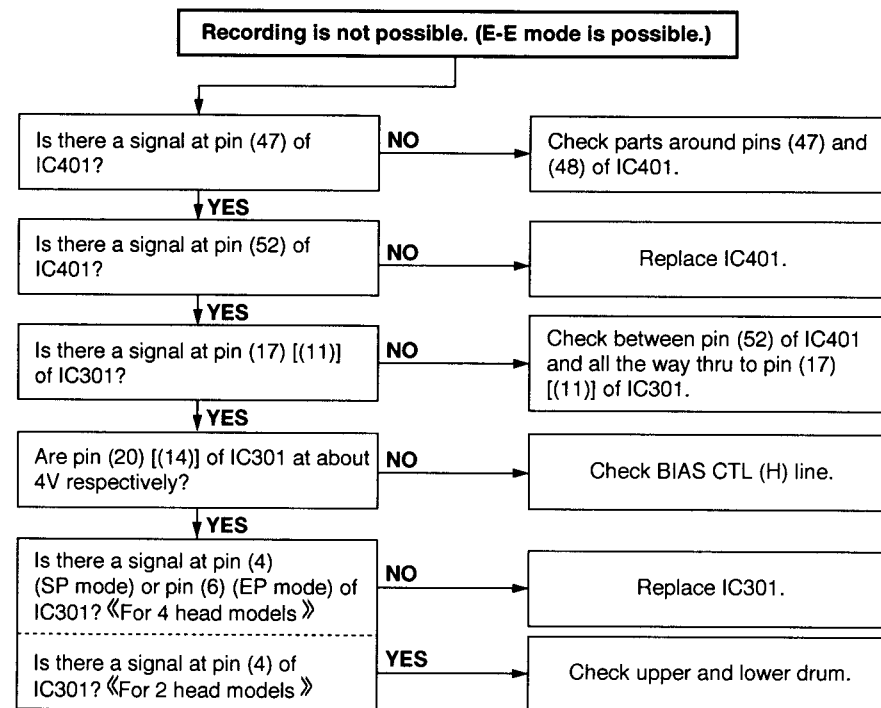 Recording is not possible. (E-E mode is possible.)
Is there a signal at pin (47) of
IC401?
NO
Check parts around pins (47) and
(48) of IC401.
YES
Is there a signal at pin (52) of
IC401?
NO
Replace IC401.
YES
Is there a signal at pin (17) [(11)]
of IC301?
NO
Check between pin (52) of IC401
and all the way thru to pin (17)
[(11)] of IC301.
YES
Are pin (20) [(14)] of IC301 at about
4V respectively?
NO
Check BIAS CTL (H) line.
YES
Is there a signal at pin (4)
(SP mode) or pin (6) (EP mode) of
IC301? 《For 4 head models》
NO
Replace IC301.
Is there a signal at pin (4) of
IC301? 《For 2 head models》
YES
Check upper and lower drum.